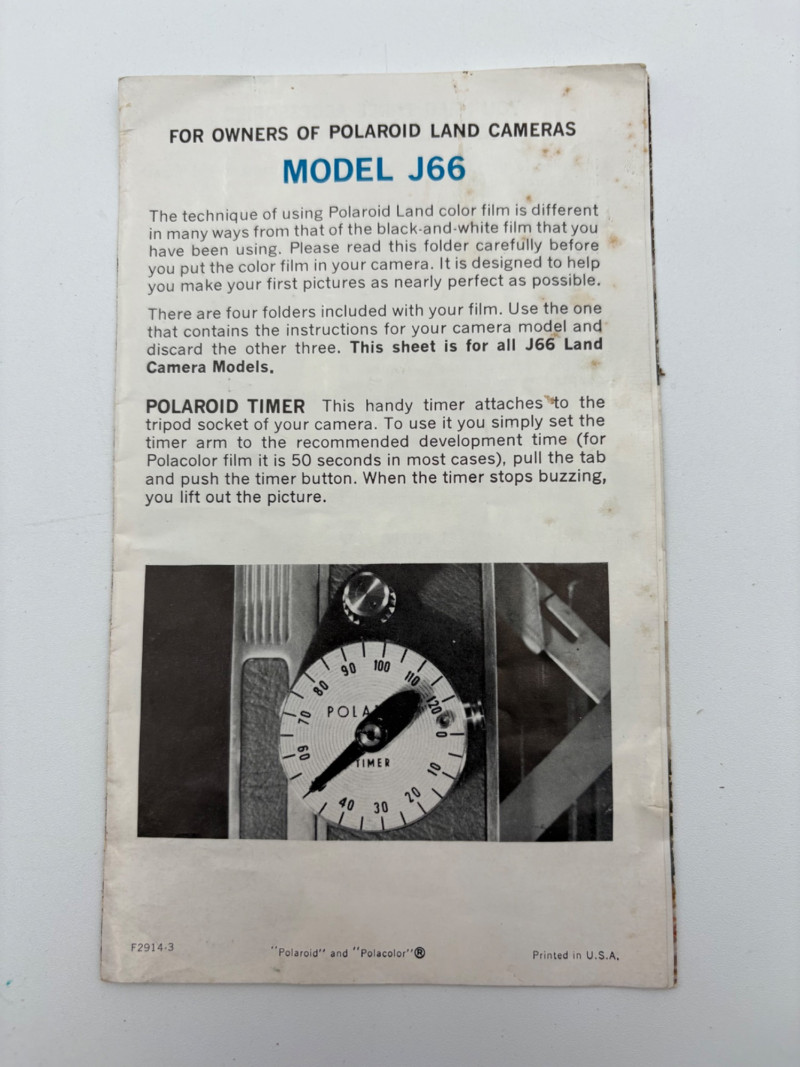 FOR OWNERS OF POLAROID LAND CAMERAS
MODEL J66
The technique of using Polaroid Land color film is different
in many ways from that of the black-and-white film that you
have been using. Please read this folder carefully before
you put the color film in your camera. It is designed to help
you make your first pictures as nearly perfect as possible.
There are four folders included with your film. Use the one
that contains the instructions for your camera model and
discard the other three. This sheet is for all J66 Land
Camera Models.
POLAROID TIMER This handy timer attaches to the
tripod socket of your camera. To use it you simply set the
timer arm to the recommended development time (for
Polacolor film it is 50 seconds in most cases), pull the tab
and push the timer button. When the timer stops buzzing,
you lift out the picture.
90 100 110
80 120
70 POLA 0
60 TIMER 10
40 30 20
F2914-3 "Polaroid" and "Polacolor"® Printed in U.S.A.